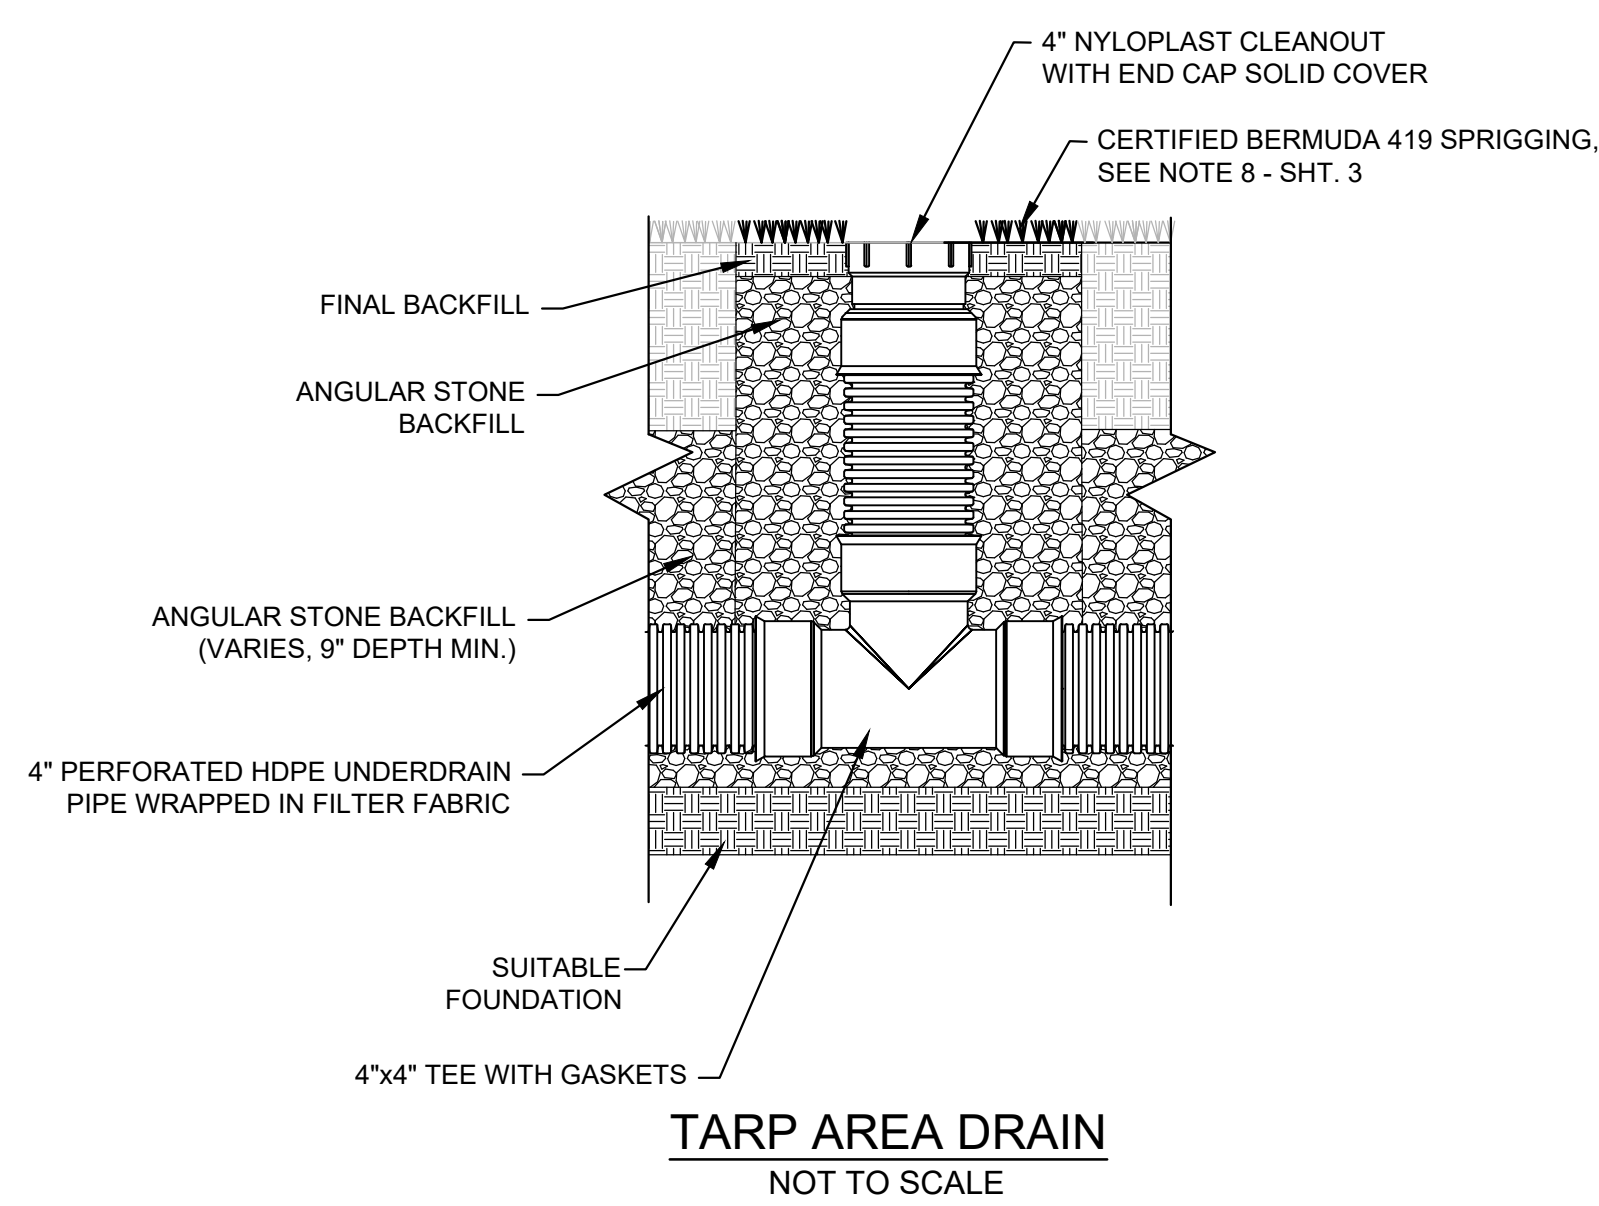 4" NYLOPLAST CLEANOUT
WITH END CAP SOLID COVER
CERTIFIED BERMUDA 419 SPRIGGING,
SEE NOTE 8 - SHT. 3
FINAL BACKFILL
ANGULAR STONE
BACKFILL
ANGULAR STONE BACKFILL
(VARIES, 9" DEPTH MIN.)
4" PERFORATED HDPE UNDERDRAIN
PIPE WRAPPED IN FILTER FABRIC
SUITABLE
FOUNDATION
4"x4" TEE WITH GASKETS
TARP AREA DRAIN
NOT TO SCALE